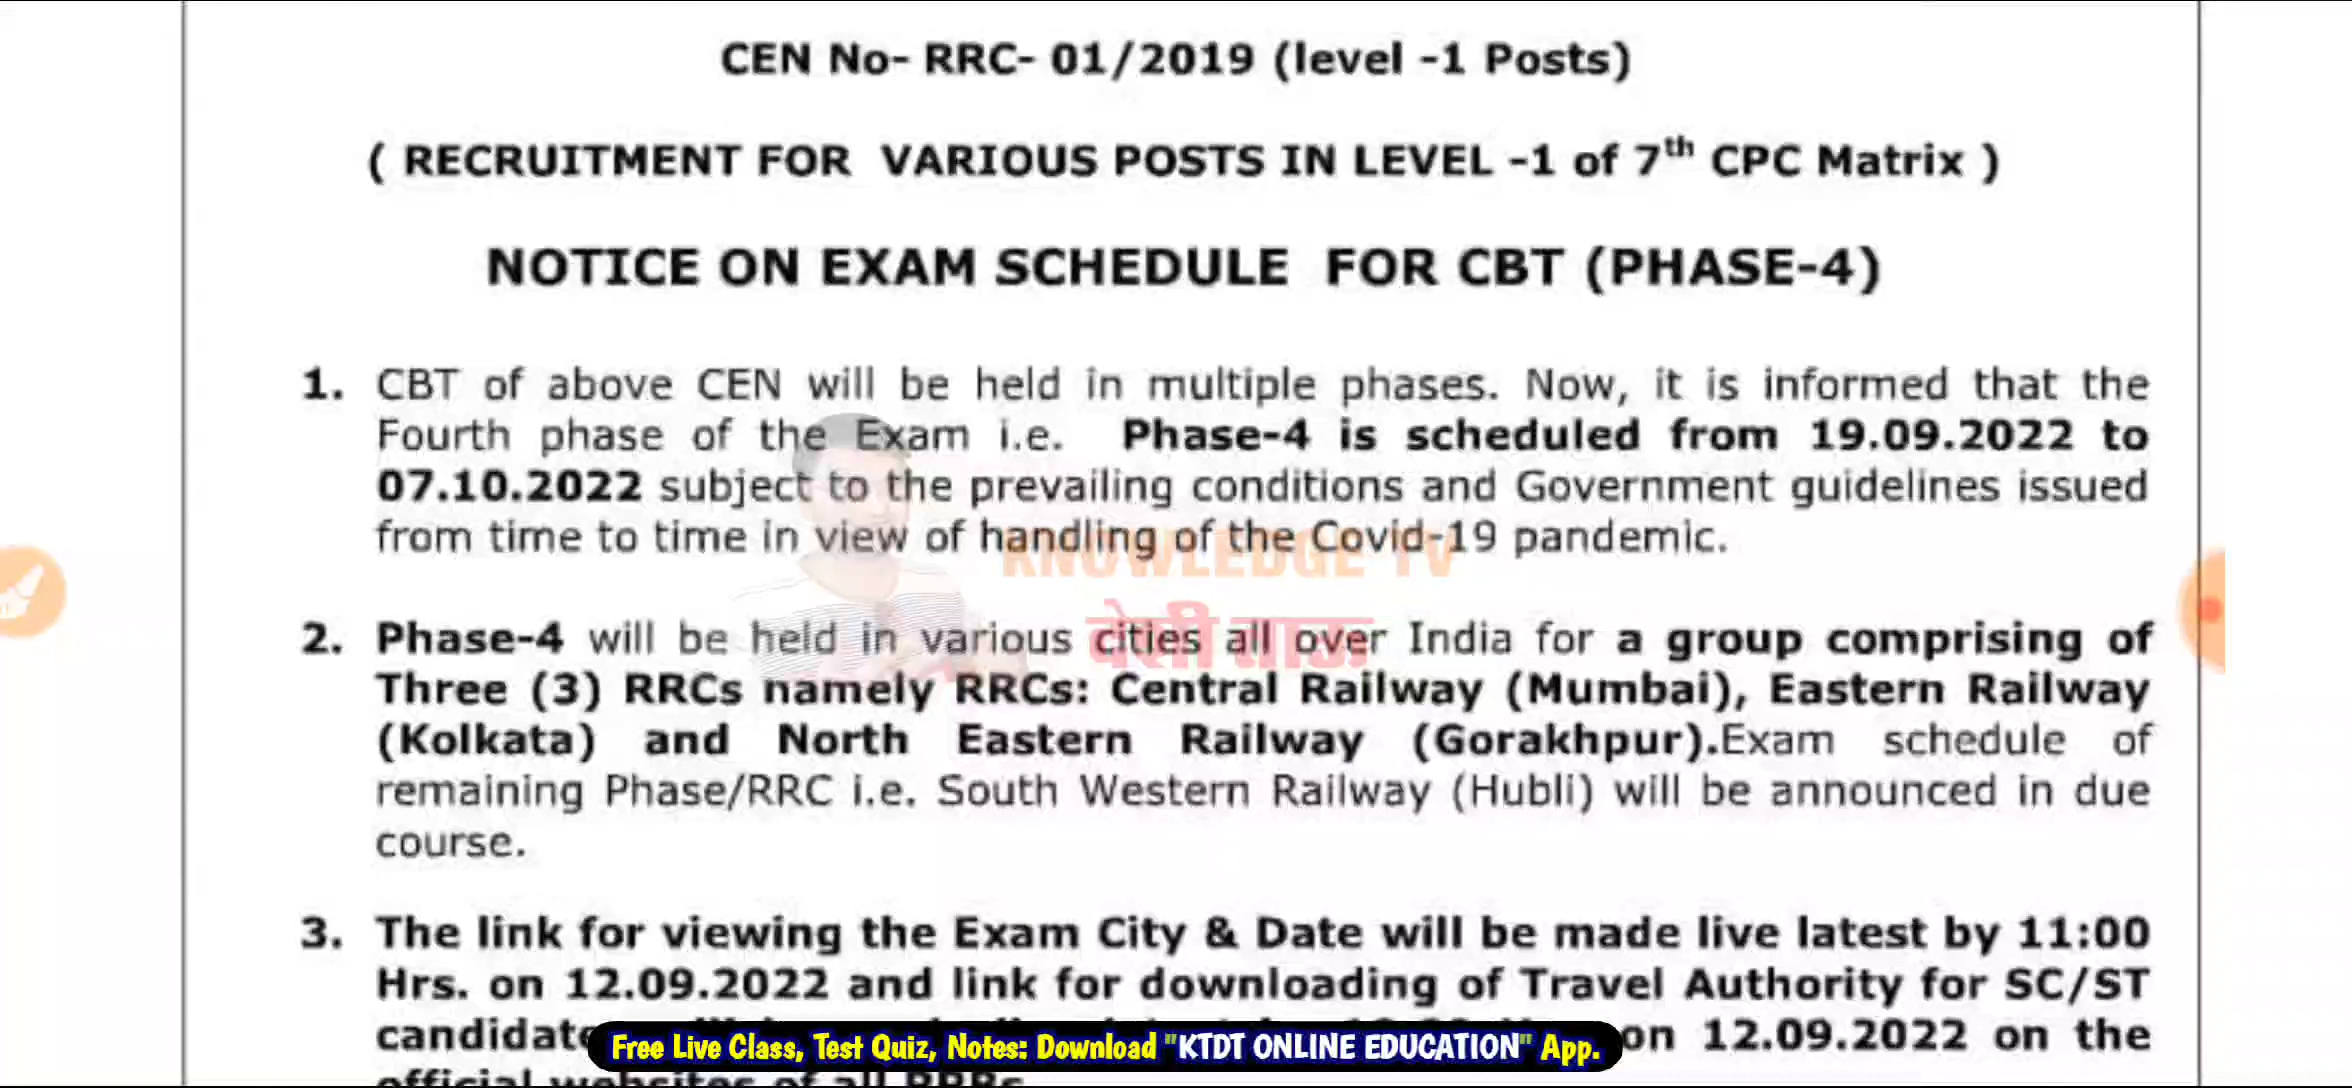 CEN No- RRC- 01/2019 (level -1 Posts)
( RECRUITMENT FOR VARIOUS POSTS IN LEVEL -1 of 7th CPC Matrix )
NOTICE ON EXAM SCHEDULE FOR CBT (PHASE-4)
1. CBT of above CEN will be held in multiple phases. Now, it is informed that the
Fourth phase of the Exam i.e. Phase-4 is scheduled from 19.09.2022 to
07.10.2022 subject to the prevailing conditions and Government guidelines issued
from time to time in view of handling of the Covid-19 pandemic.
KNOWLEDGE TV
देसी ताऊ
2. Phase-4 will be held in various cities all over India for a group comprising of
Three (3) RRCs namely RRCs: Central Railway (Mumbai), Eastern Railway
(Kolkata) and North Eastern Railway (Gorakhpur).Exam schedule of
remaining Phase/RRC i.e. South Western Railway (Hubli) will be announced in due
course.
3. The link for viewing the Exam City & Date will be made live latest by 11:00
Hrs. on 12.09.2022 and link for downloading of Travel Authority for SC/ST
on 12.09.2022 on the
official websites of all RRBs
Free Live Class, Test Quiz, Notes: Download "KTDT ONLINE EDUCATION" App.